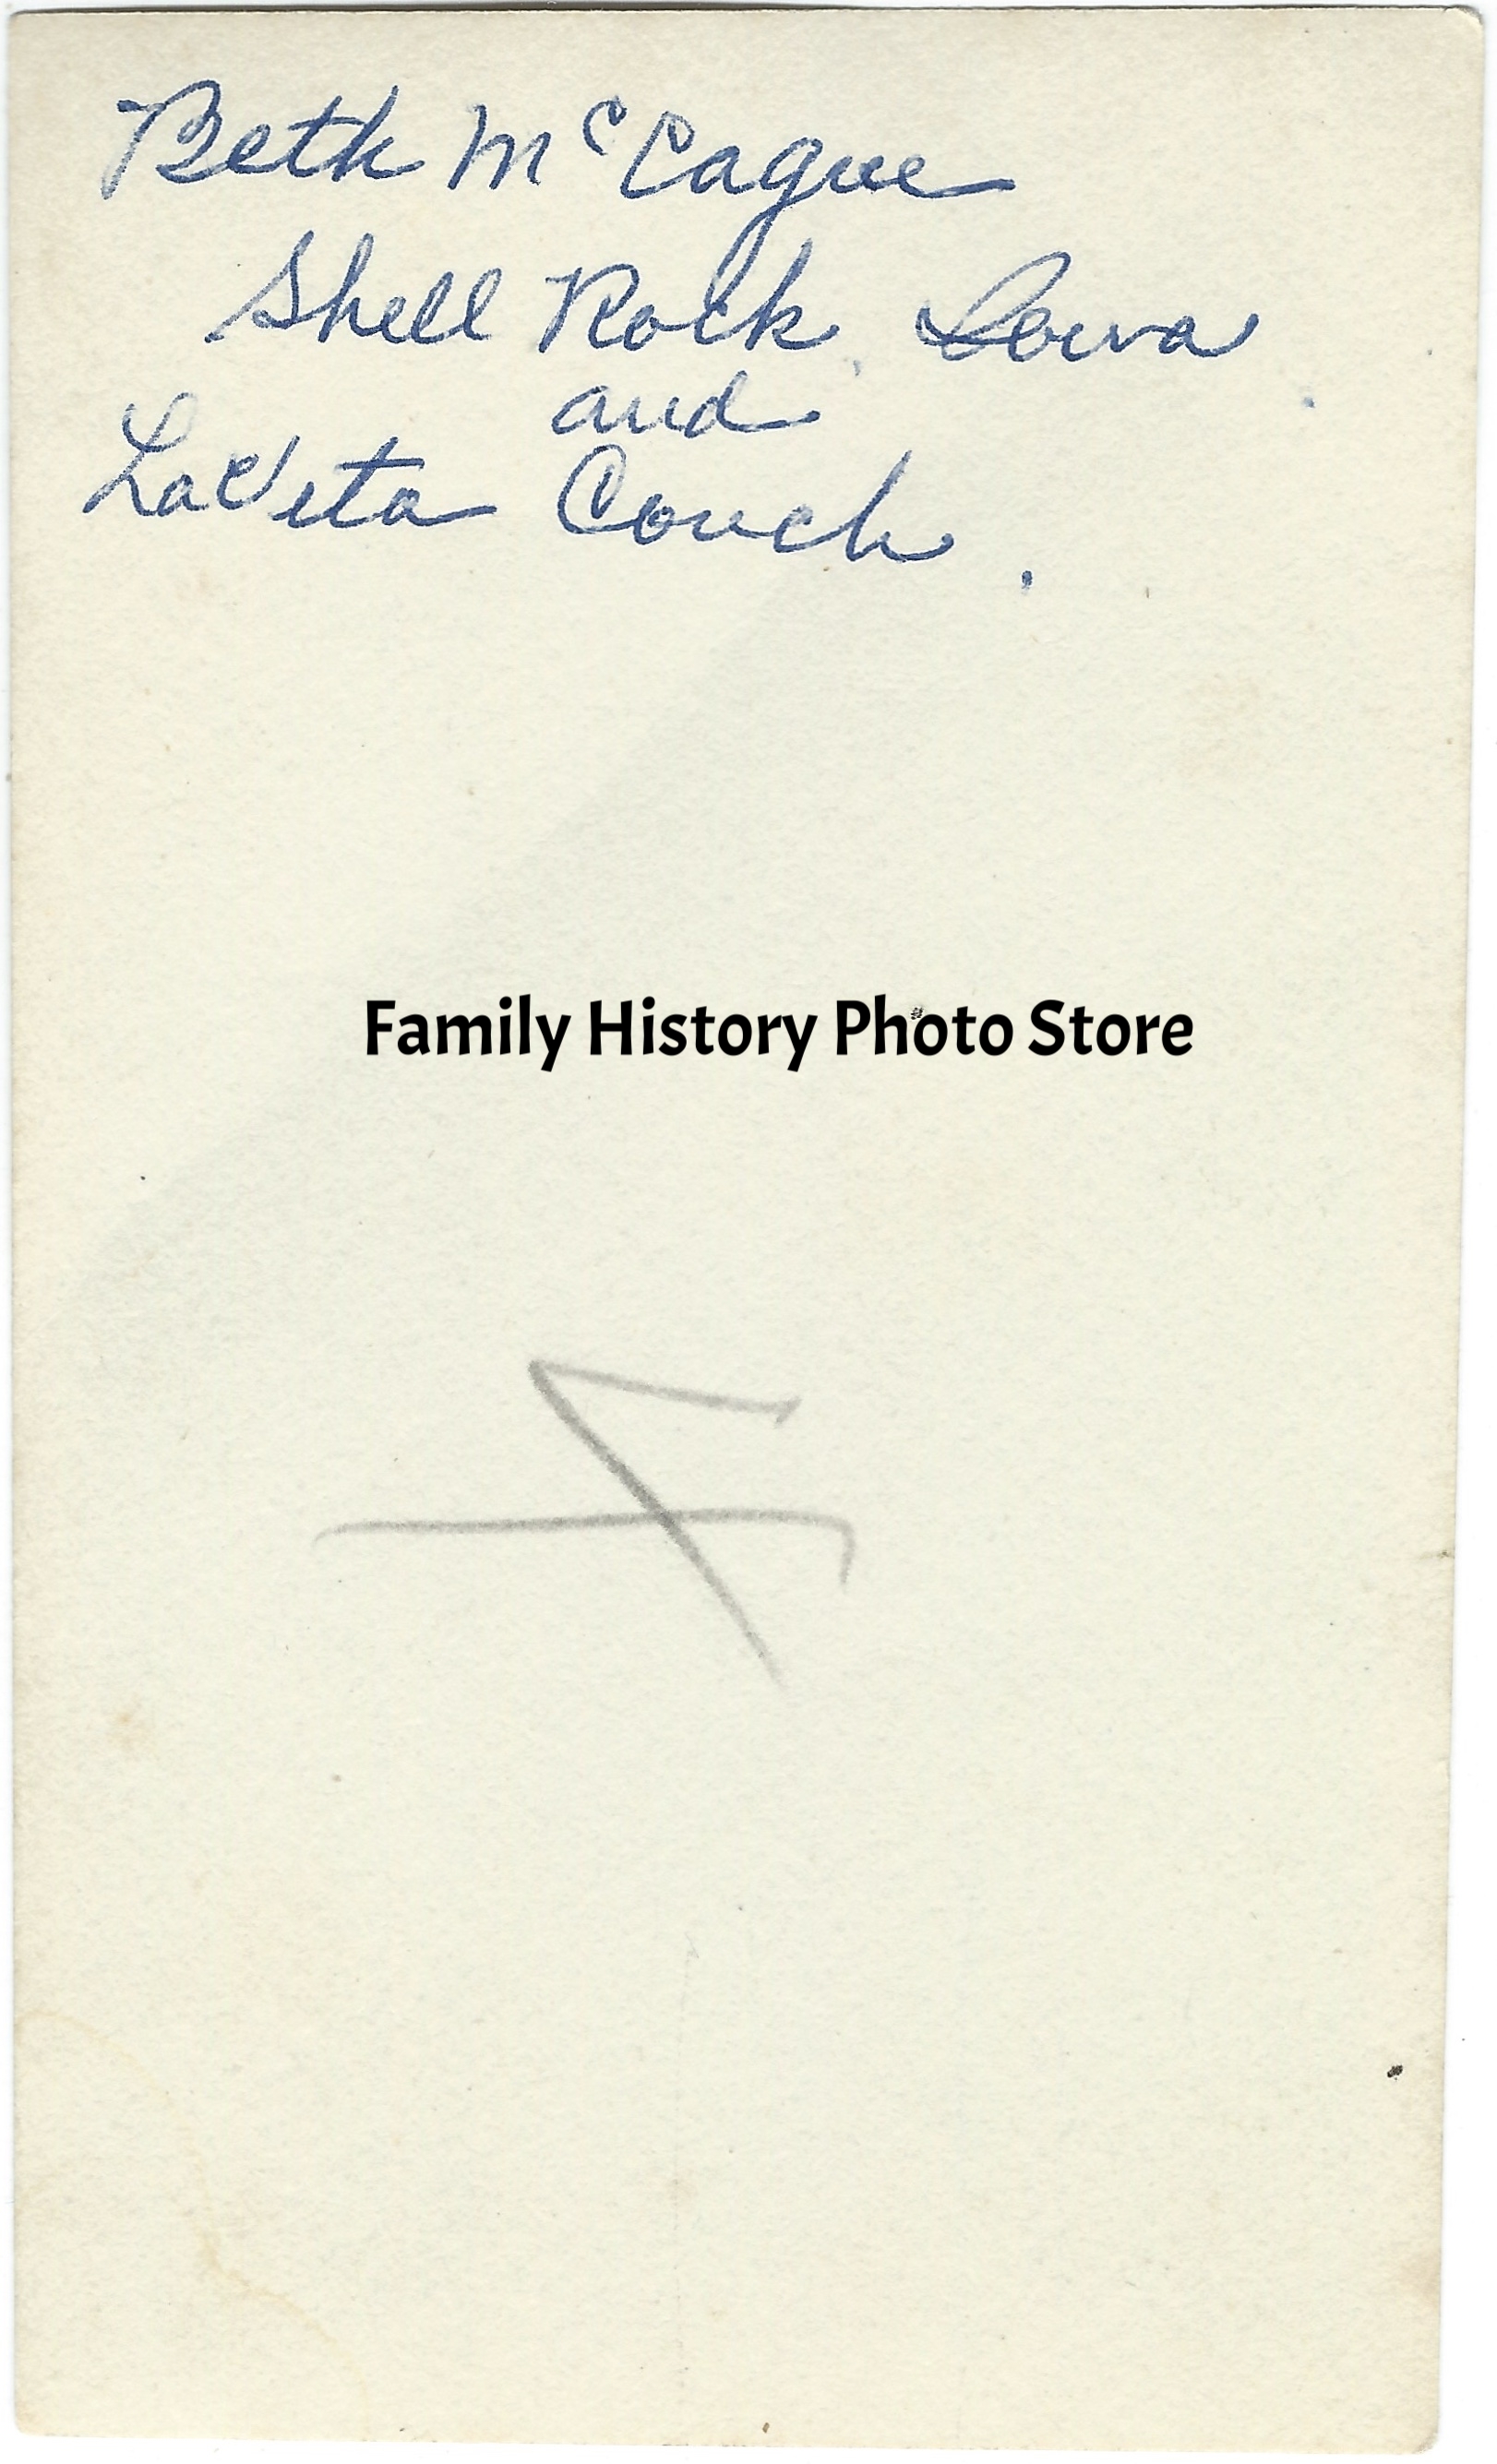 Beth McCague
Shell Rock, Iowa
and
LaVeta Couch.
Family History Photo Store